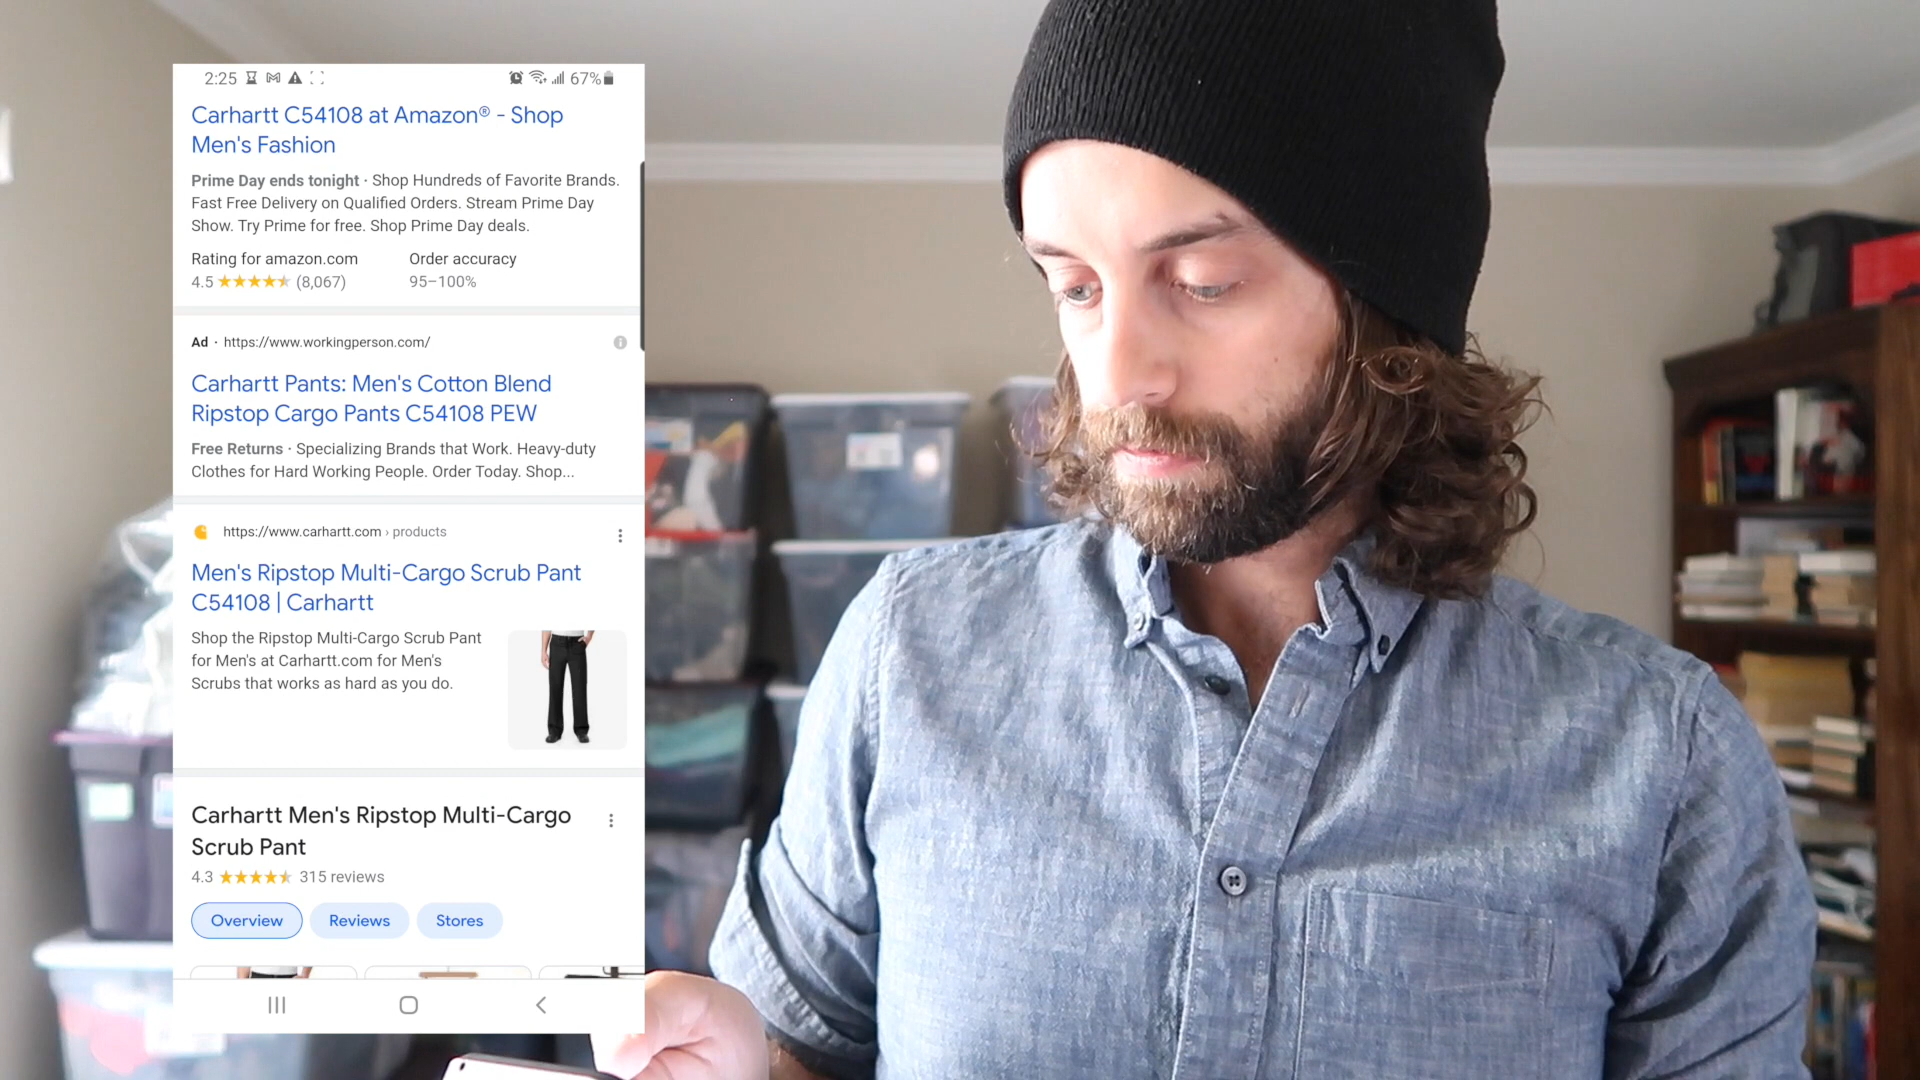 2:25
67%
Carhartt C54108 at Amazon® - Shop
Men's Fashion
Prime Day ends tonight · Shop Hundreds of Favorite Brands.
Fast Free Delivery on Qualified Orders. Stream Prime Day
Show. Try Prime for free. Shop Prime Day deals.
Rating for amazon.com Order accuracy
4.5 (8,067) 95–100%
Ad · https://www.workingperson.com/
Carhartt Pants: Men's Cotton Blend
Ripstop Cargo Pants C54108 PEW
Free Returns · Specializing Brands that Work. Heavy-duty
Clothes for Hard Working People. Order Today. Shop...
https://www.carhartt.com › products
Men's Ripstop Multi-Cargo Scrub Pant
C54108 | Carhartt
Shop the Ripstop Multi-Cargo Scrub Pant
for Men's at Carhartt.com for Men's
Scrubs that works as hard as you do.
Carhartt Men's Ripstop Multi-Cargo
Scrub Pant
4.3 315 reviews
Overview Reviews Stores